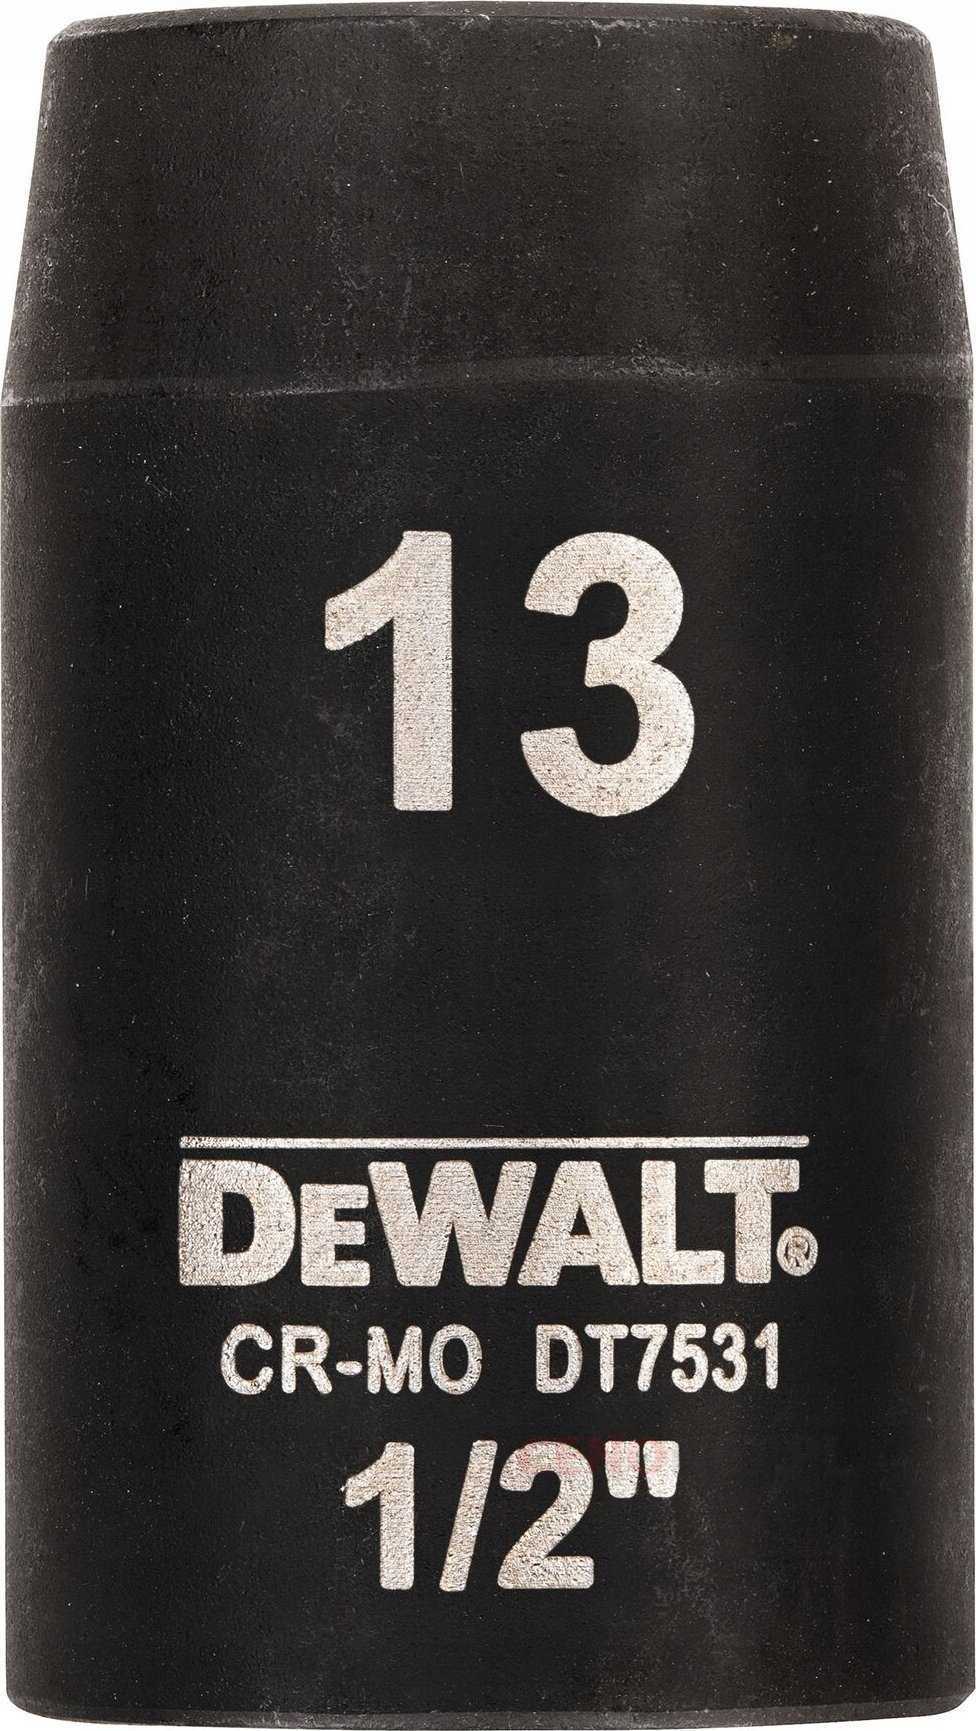 13
DEWALT®
CR-MO DT7531
1/2"